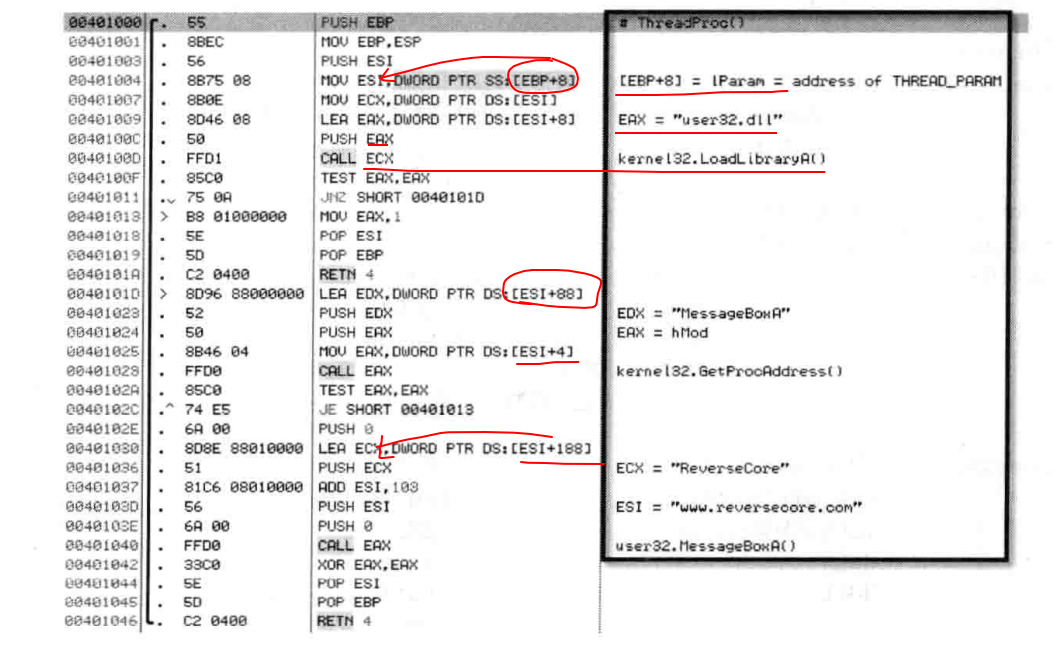 00401000 . 55 PUSH EBP # ThreadProc()
00401001 . 8BEC MOV EBP,ESP
00401003 . 56 PUSH ESI
00401004 . 8B75 08 MOV ESI,DWORD PTR SS:[EBP+8] [EBP+8] = lParam = address of THREAD_PARAM
00401007 . 8B0E MOV ECX,DWORD PTR DS:[ESI]
00401009 . 8D46 08 LEA EAX,DWORD PTR DS:[ESI+8] EAX = "user32.dll"
0040100C . 50 PUSH EAX
0040100D . FFD1 CALL ECX kernel32.LoadLibraryA()
0040100F . 85C0 TEST EAX,EAX
00401011 .v 75 0A JNZ SHORT 0040101D
00401013 > B8 01000000 MOV EAX,1
00401018 . 5E POP ESI
00401019 . 5D POP EBP
0040101A . C2 0400 RETN 4
0040101D > 8D96 88000000 LEA EDX,DWORD PTR DS:[ESI+88]
00401023 . 52 PUSH EDX EDX = "MessageBoxA"
00401024 . 50 PUSH EAX EAX = hMod
00401025 . 8B46 04 MOV EAX,DWORD PTR DS:[ESI+4]
00401028 . FFD0 CALL EAX kernel32.GetProcAddress()
0040102A . 85C0 TEST EAX,EAX
0040102C .^ 74 E5 JE SHORT 00401013
0040102E . 6A 00 PUSH 0
00401030 . 8D8E 88010000 LEA ECX,DWORD PTR DS:[ESI+188]
00401036 . 51 PUSH ECX ECX = "ReverseCore"
00401037 . 81C6 08010000 ADD ESI,108
0040103D . 56 PUSH ESI ESI = "www.reversecore.com"
0040103E . 6A 00 PUSH 0
00401040 . FFD0 CALL EAX user32.MessageBoxA()
00401042 . 33C0 XOR EAX,EAX
00401044 . 5E POP ESI
00401045 . 5D POP EBP
00401046 . C2 0400 RETN 4